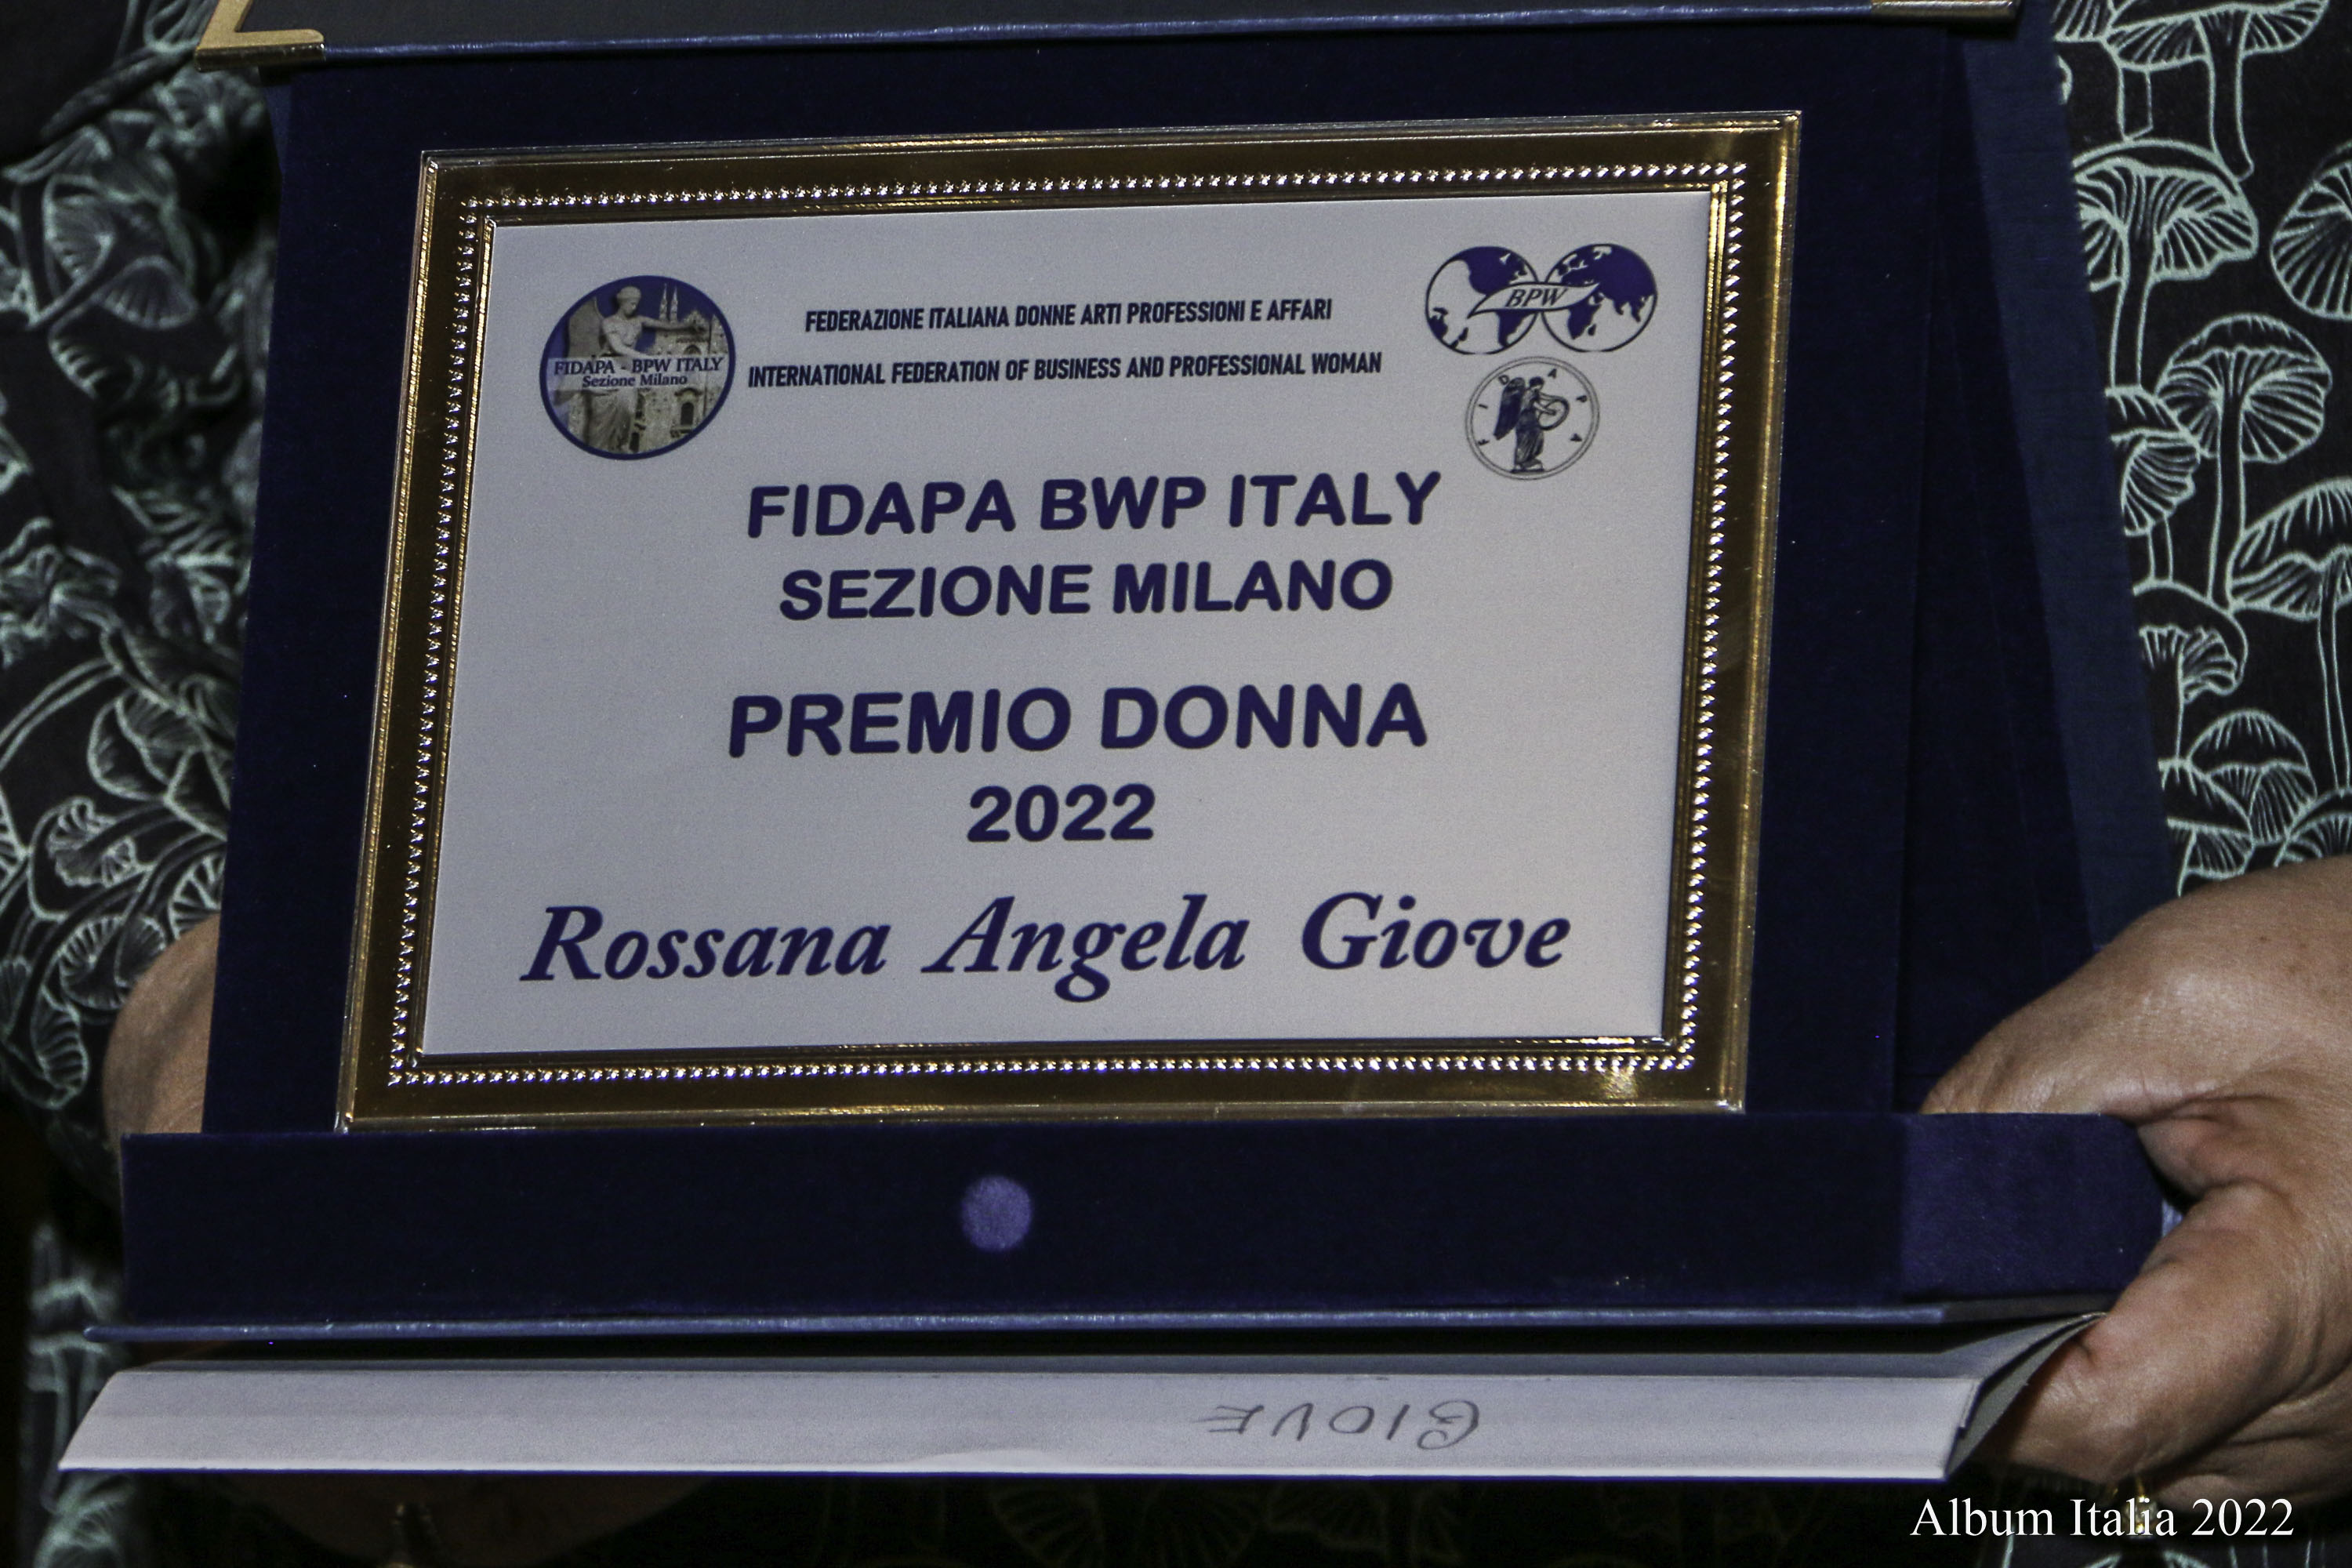 FEDERAZIONE ITALIANA DONNE ARTI PROFESSIONI E AFFARI
INTERNATIONAL FEDERATION OF BUSINESS AND PROFESSIONAL WOMAN
FIDAPA - BPW ITALY
Sezione Milano
BPW
FIDAPA
FIDAPA BWP ITALY
SEZIONE MILANO
PREMIO DONNA
2022
Rossana Angela Giove
GIOVE
Album Italia 2022